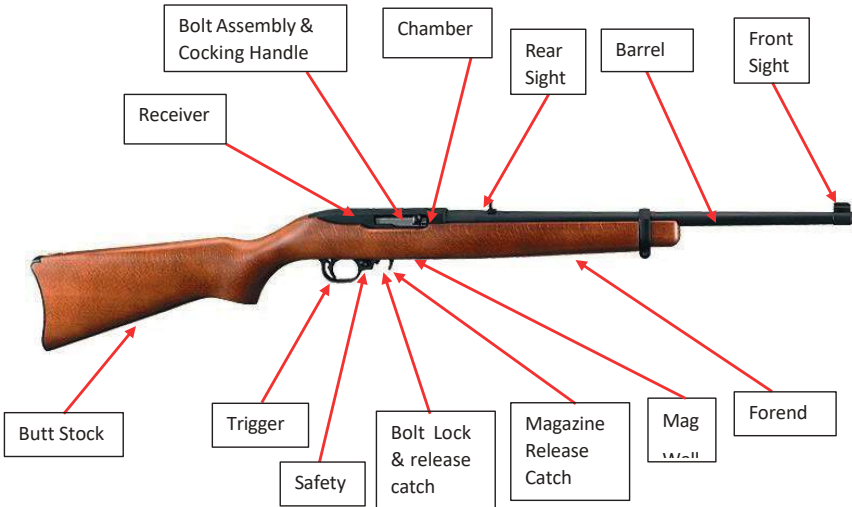 Bolt Assembly &
Cocking Handle
Chamber
Rear
Sight
Barrel
Front
Sight
Receiver
Butt Stock
Trigger
Safety
Bolt Lock
& release
catch
Magazine
Release
Catch
Mag
Well
Forend